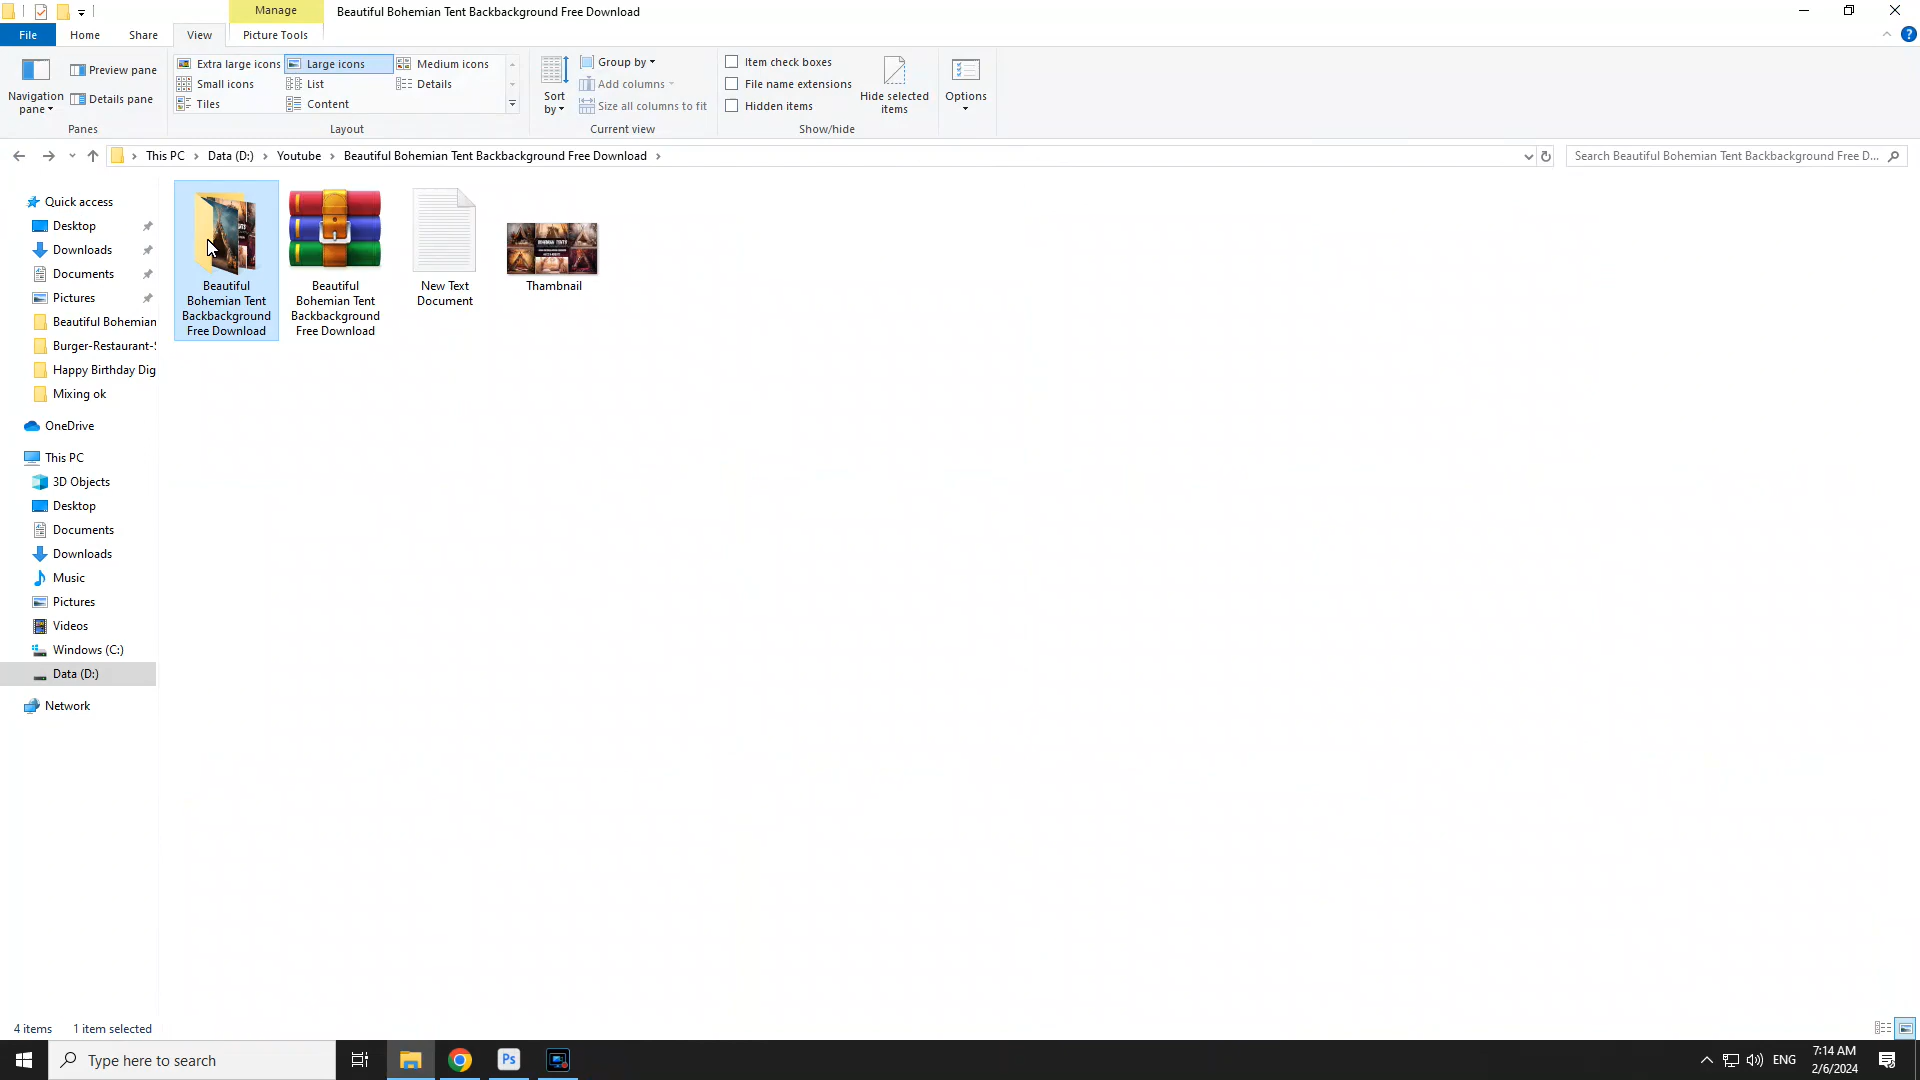 Manage
Beautiful Bohemian Tent Backbackground Free Download
File
Home
Share
View
Picture Tools
Navigation
pane
Preview pane
Details pane
Panes
Extra large icons
Large icons
Medium icons
Small icons
List
Details
Tiles
Content
Layout
Sort
by
Group by
Add columns
Size all columns to fit
Current view
Item check boxes
File name extensions
Hidden items
Hide selected
items
Show/hide
Options
This PC
Data (D:)
Youtube
Beautiful Bohemian Tent Backbackground Free Download
Search Beautiful Bohemian Tent Backbackground Free D...
Quick access
Desktop
Downloads
Documents
Pictures
Beautiful Bohemian
Burger-Restaurant-S
Happy Birthday Dig
Mixing ok
OneDrive
This PC
3D Objects
Desktop
Documents
Downloads
Music
Pictures
Videos
Windows (C:)
Data (D:)
Network
Beautiful
Bohemian Tent
Backbackground
Free Download
Beautiful
Bohemian Tent
Backbackground
Free Download
New Text
Document
BOHEMIAN TENTS
Thambnail
4 items
1 item selected
Type here to search
Ps
ENG
7:14 AM
2/6/2024